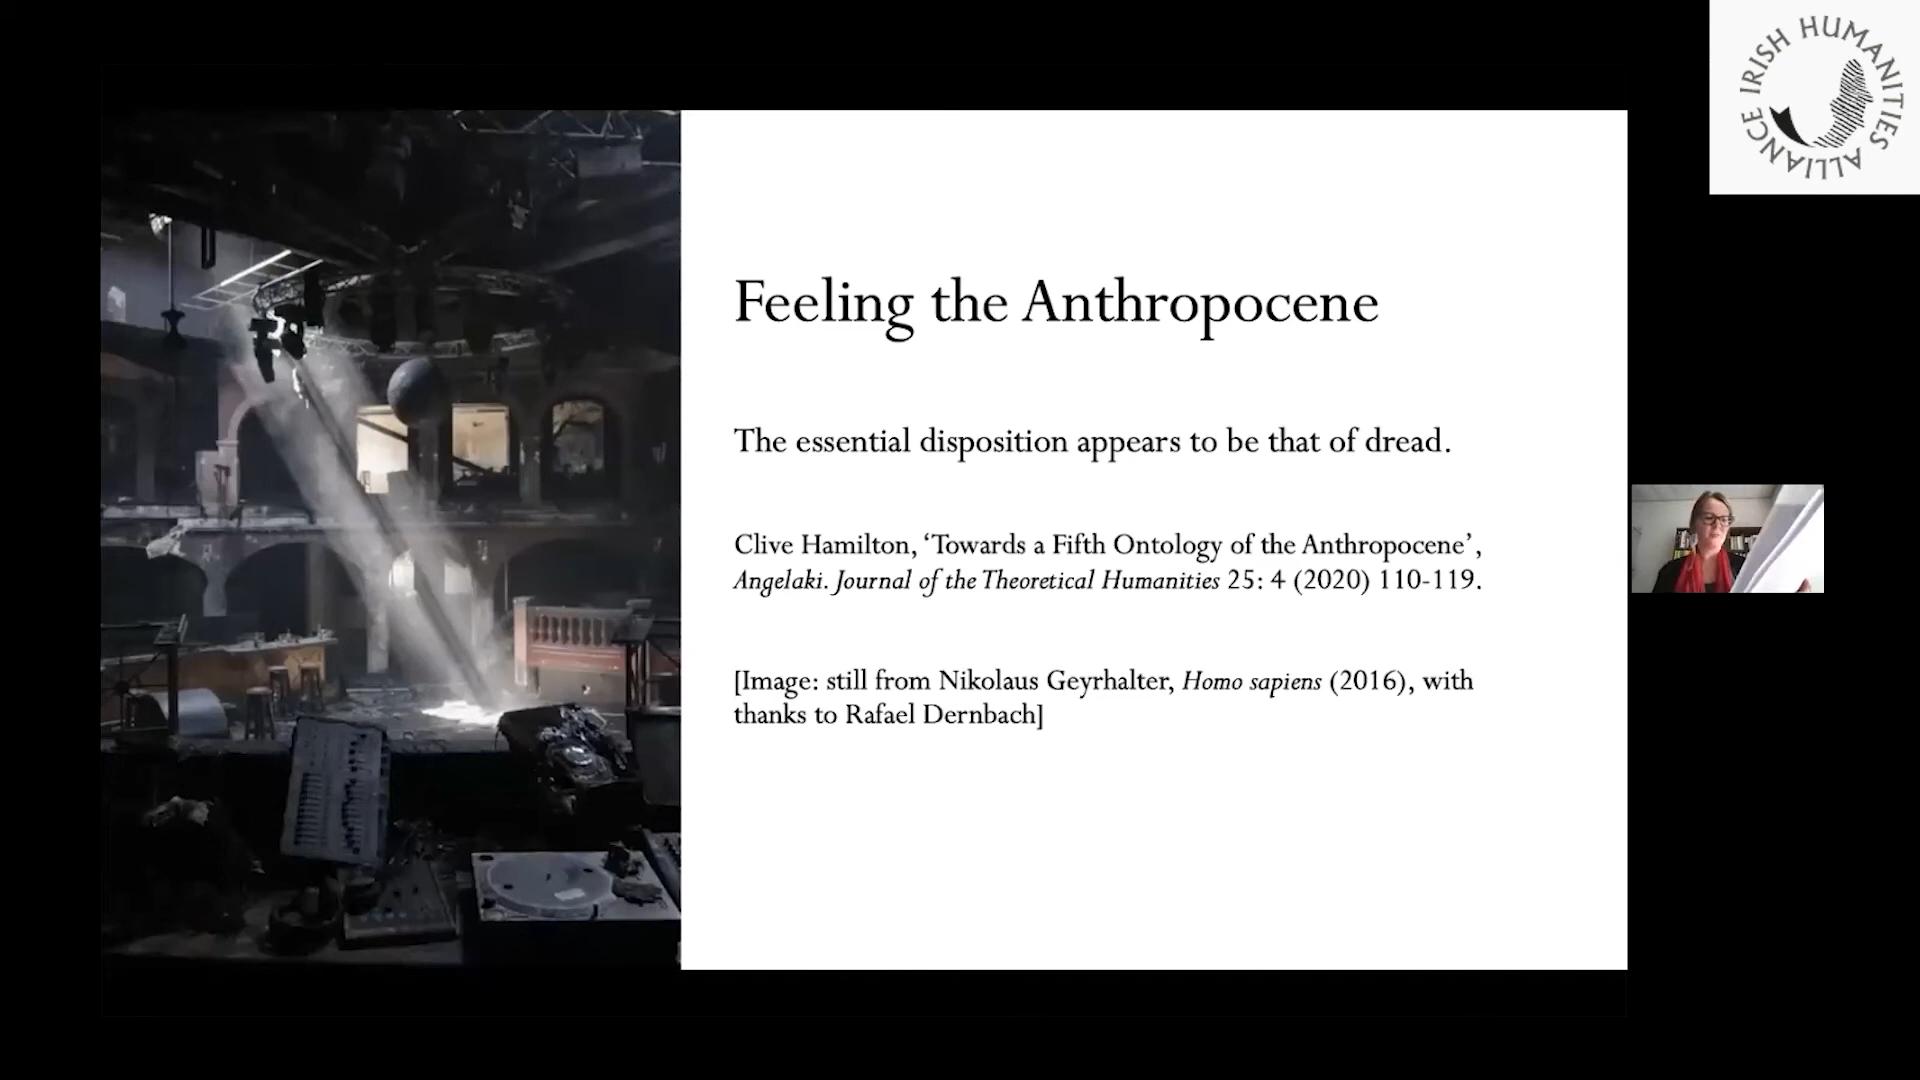 IRISH HUMANITIES ALLIANCE
Feeling the Anthropocene
The essential disposition appears to be that of dread.
Clive Hamilton, ‘Towards a Fifth Ontology of the Anthropocene’,
Angelaki. Journal of the Theoretical Humanities 25: 4 (2020) 110-119.
[Image: still from Nikolaus Geyrhalter, Homo sapiens (2016), with
thanks to Rafael Dernbach]